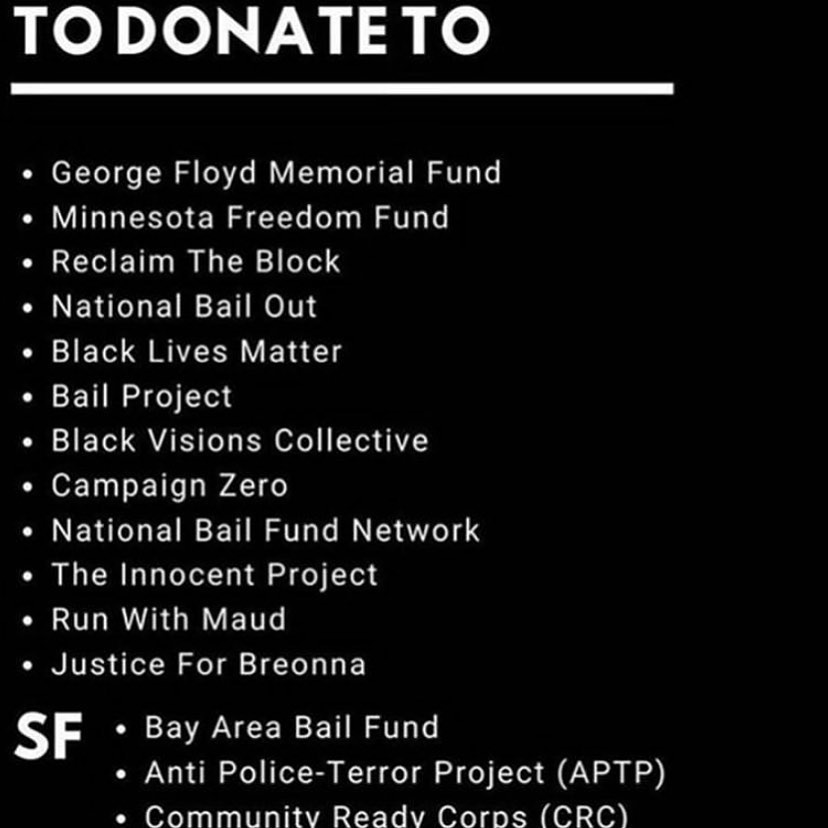 TO DONATE TO
• George Floyd Memorial Fund
• Minnesota Freedom Fund
• Reclaim The Block
• National Bail Out
• Black Lives Matter
• Bail Project
• Black Visions Collective
• Campaign Zero
• National Bail Fund Network
• The Innocent Project
• Run With Maud
• Justice For Breonna
SF • Bay Area Bail Fund
• Anti Police-Terror Project (APTP)
• Community Ready Corps (CRC)